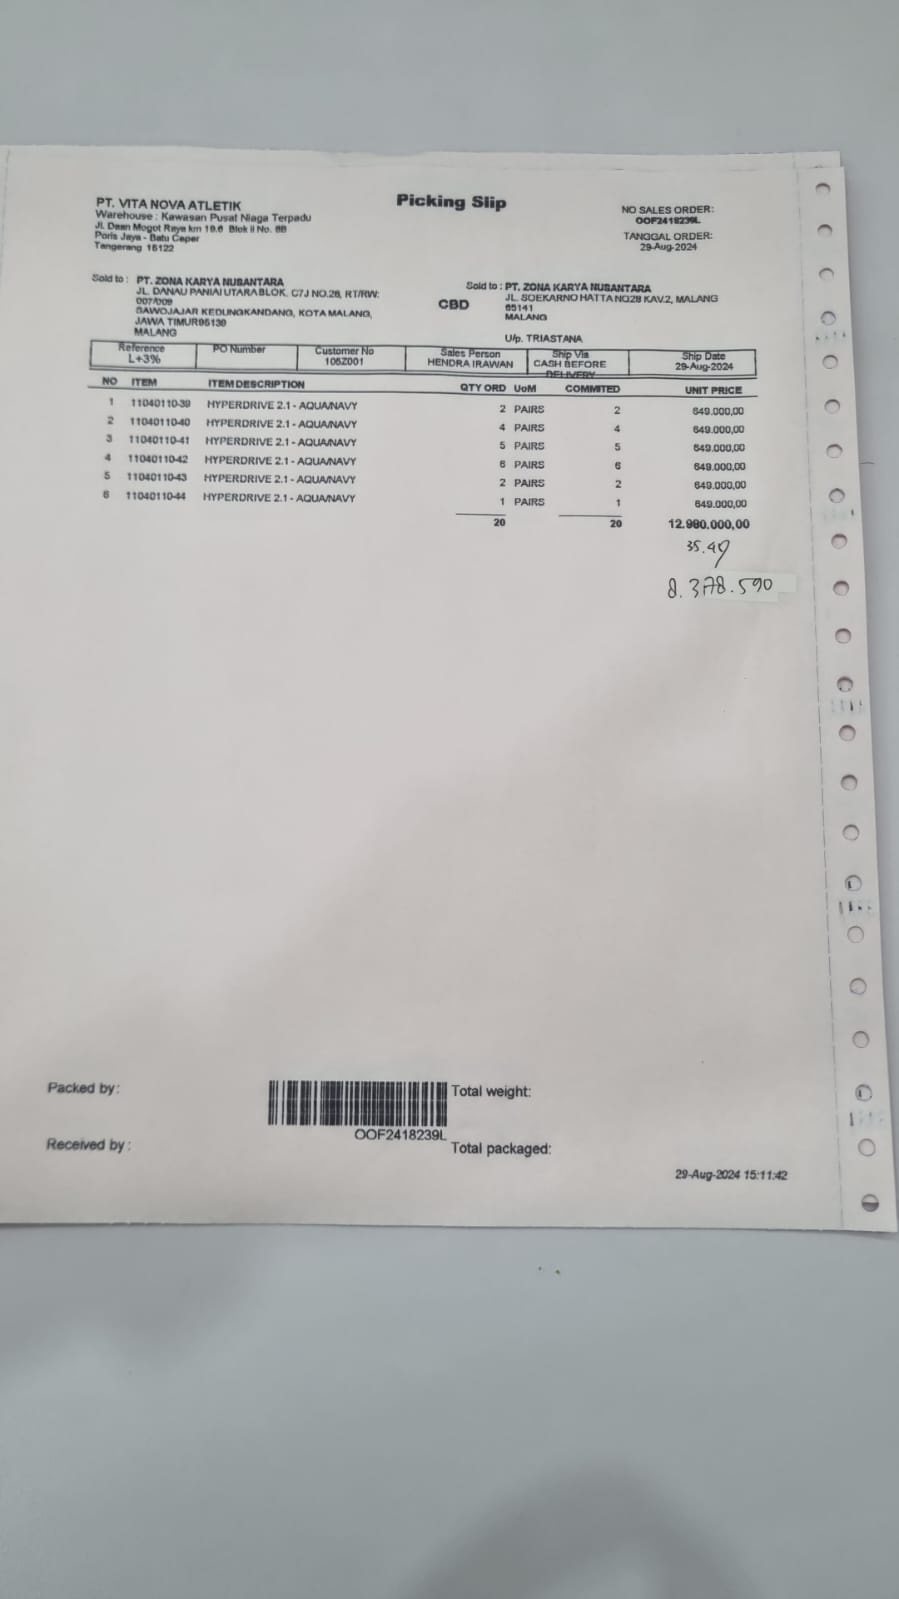 Picking Slip
PT. VITA NOVA ATLETIK
Warehouse : Kawasan Pusat Niaga Terpadu
Jl. Daan Mogot Raya km 19.6 Blok II No. 8B
Poris Jaya - Batu Ceper
Tangerang 15122
NO SALES ORDER:
OOF2418239L
TANGGAL ORDER:
29-Aug-2024
Sold to : PT. ZONA KARYA NUSANTARA
JL. DANAU PANIAI UTARA BLOK. C7J NO.26, RT/RW:
007/009
SAWOJAJAR KEDUNGKANDANG, KOTA MALANG,
JAWA TIMUR65139
MALANG
CBD
Sold to : PT. ZONA KARYA NUSANTARA
JL. SOEKARNO HATTA NO28 KAV.2, MALANG
65141
MALANG
U/p. TRIASTANA
Reference PO Number Customer No Sales Person Ship Via Ship Date
L+3% 106Z001 HENDRA IRAWAN CASH BEFORE DELIVERY 29-Aug-2024
NO ITEM ITEM DESCRIPTION QTY ORD UoM COMMITED UNIT PRICE
1 11040110-39 HYPERDRIVE 2.1 - AQUA/NAVY 2 PAIRS 2 649.000,00
2 11040110-40 HYPERDRIVE 2.1 - AQUA/NAVY 4 PAIRS 4 649.000,00
3 11040110-41 HYPERDRIVE 2.1 - AQUA/NAVY 5 PAIRS 5 649.000,00
4 11040110-42 HYPERDRIVE 2.1 - AQUA/NAVY 6 PAIRS 6 649.000,00
5 11040110-43 HYPERDRIVE 2.1 - AQUA/NAVY 2 PAIRS 2 649.000,00
6 11040110-44 HYPERDRIVE 2.1 - AQUA/NAVY 1 PAIRS 1 649.000,00
20 20 12.980.000,00
8.378.590
Packed by:
Total weight:
OOF2418239L
Received by:
Total packaged:
29-Aug-2024 15:11:42